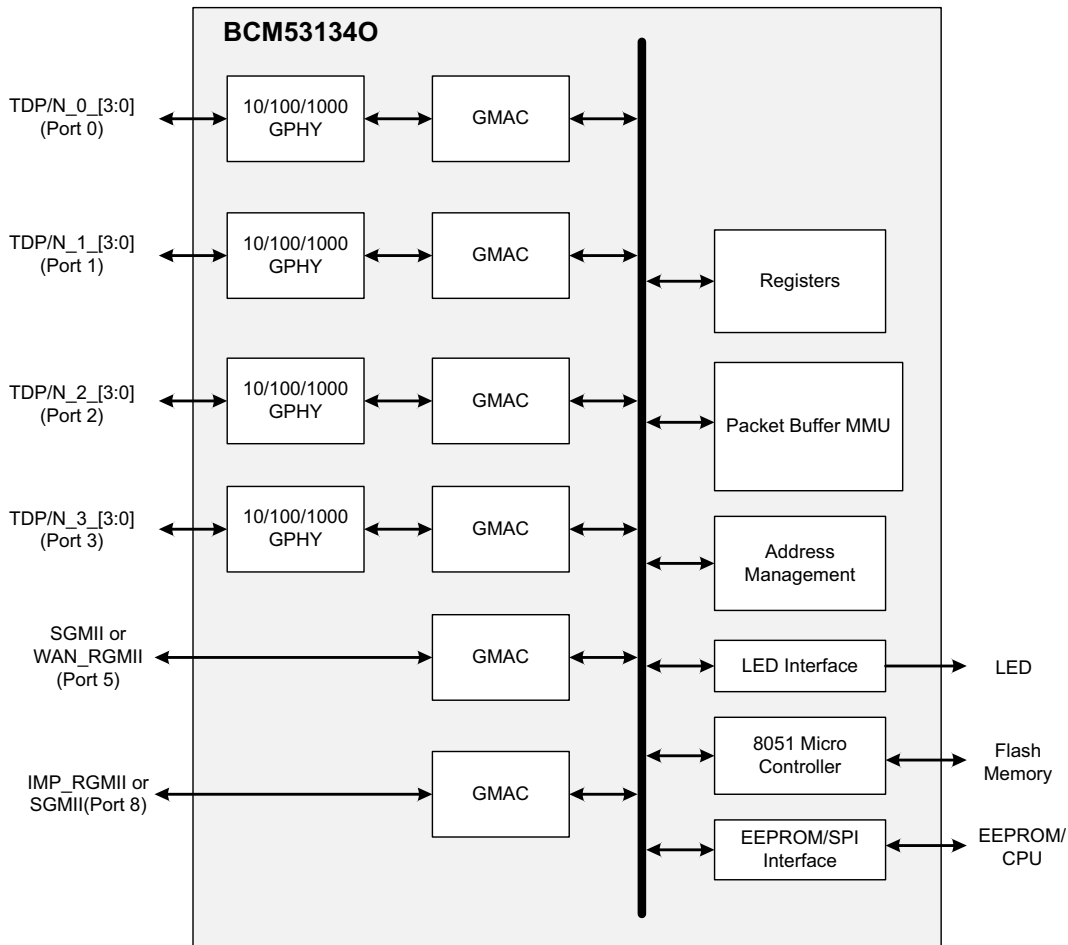 BCM53134O
TDP/N_0_[3:0]
(Port 0)
10/100/1000
GPHY
GMAC
TDP/N_1_[3:0]
(Port 1)
10/100/1000
GPHY
GMAC
Registers
TDP/N_2_[3:0]
(Port 2)
10/100/1000
GPHY
GMAC
Packet Buffer MMU
TDP/N_3_[3:0]
(Port 3)
10/100/1000
GPHY
GMAC
Address
Management
SGMII or
WAN_RGMII
(Port 5)
GMAC
LED Interface
LED
8051 Micro
Controller
Flash
Memory
IMP_RGMII or
SGMII(Port 8)
GMAC
EEPROM/SPI
Interface
EEPROM/
CPU